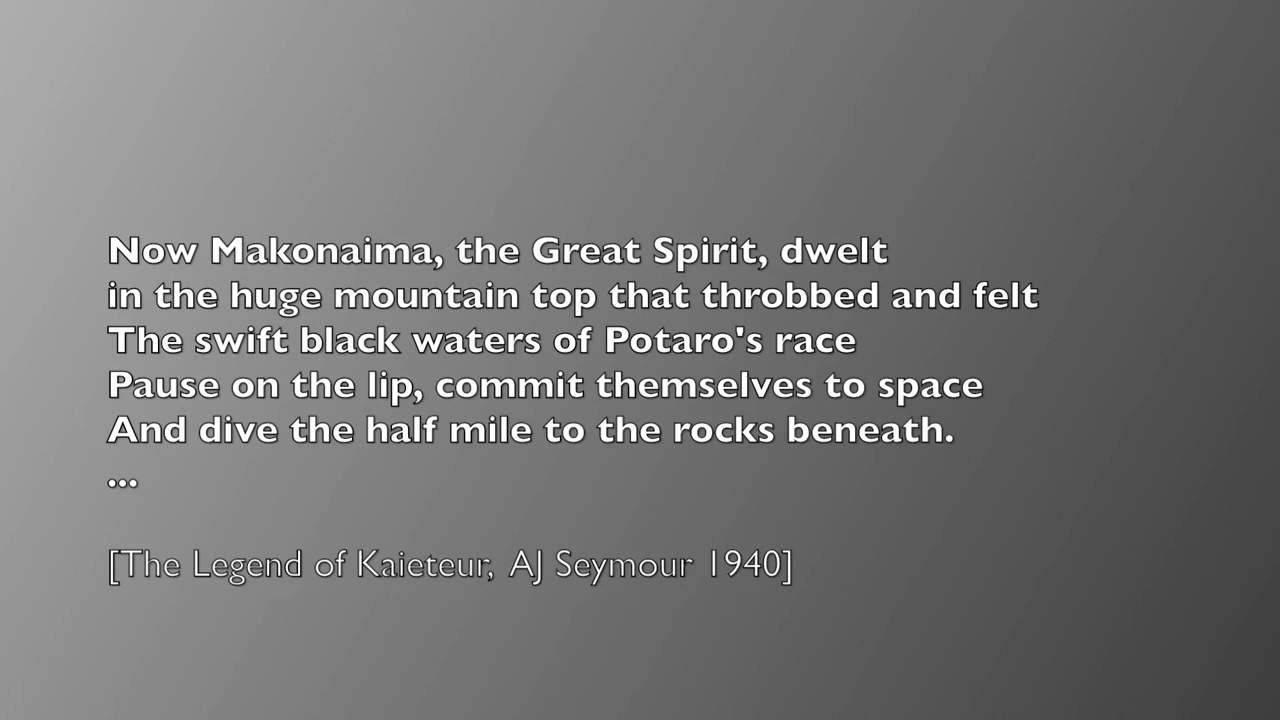 Now Makonaima, the Great Spirit, dwelt
in the huge mountain top that throbbed and felt
The swift black waters of Potaro's race
Pause on the lip, commit themselves to space
And dive the half mile to the rocks beneath.
...
[The Legend of Kaieteur, AJ Seymour 1940]